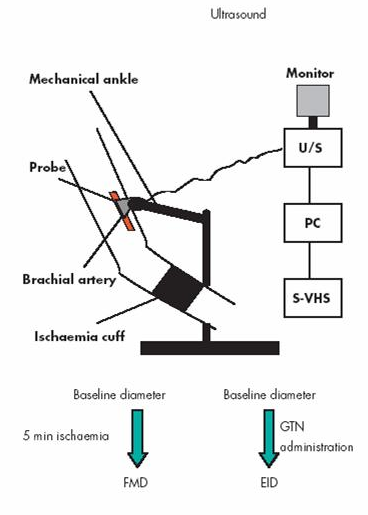 Ultrasound
Mechanical ankle
Monitor
U/S
Probe
PC
Brachial artery
S-VHS
Ischaemia cuff
Baseline diameter
Baseline diameter
5 min ischaemia
GTN
administration
FMD
EID